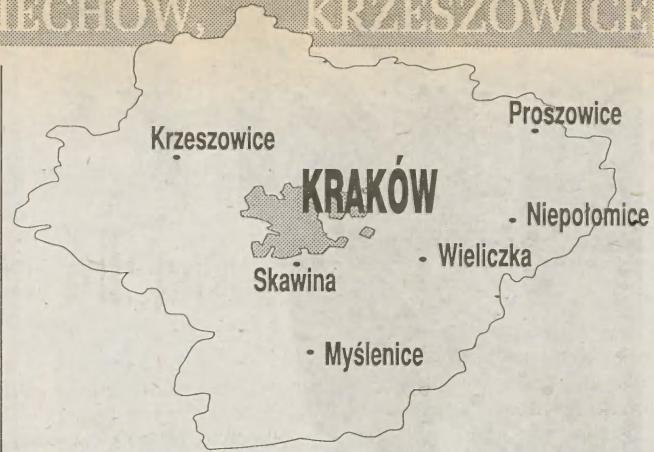 KRZESZOWICE
Proszowice
Krzeszowice
KRAKÓW
Niepołomice
Wieliczka
Skawina
Myślenice